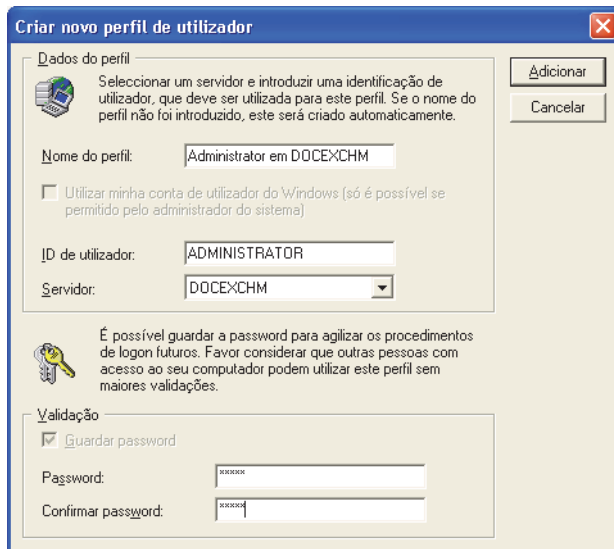 Criar novo perfil de utilizador
Dados do perfil
Seleccionar um servidor e introduzir uma identificação de
utilizador, que deve ser utilizada para este perfil. Se o nome do
perfil não foi introduzido, este será criado automaticamente.
Adicionar
Cancelar
Nome do perfil: Administrator em DOCEXCHM
Utilizar minha conta de utilizador do Windows (só é possível se
permitido pelo administrador do sistema)
ID de utilizador: ADMINISTRATOR
Servidor: DOCEXCHM
É possível guardar a password para agilizar os procedimentos
de logon futuros. Favor considerar que outras pessoas com
acesso ao seu computador podem utilizar este perfil sem
maiores validações.
Validação
Guardar password
Password: *****
Confirmar password: *****